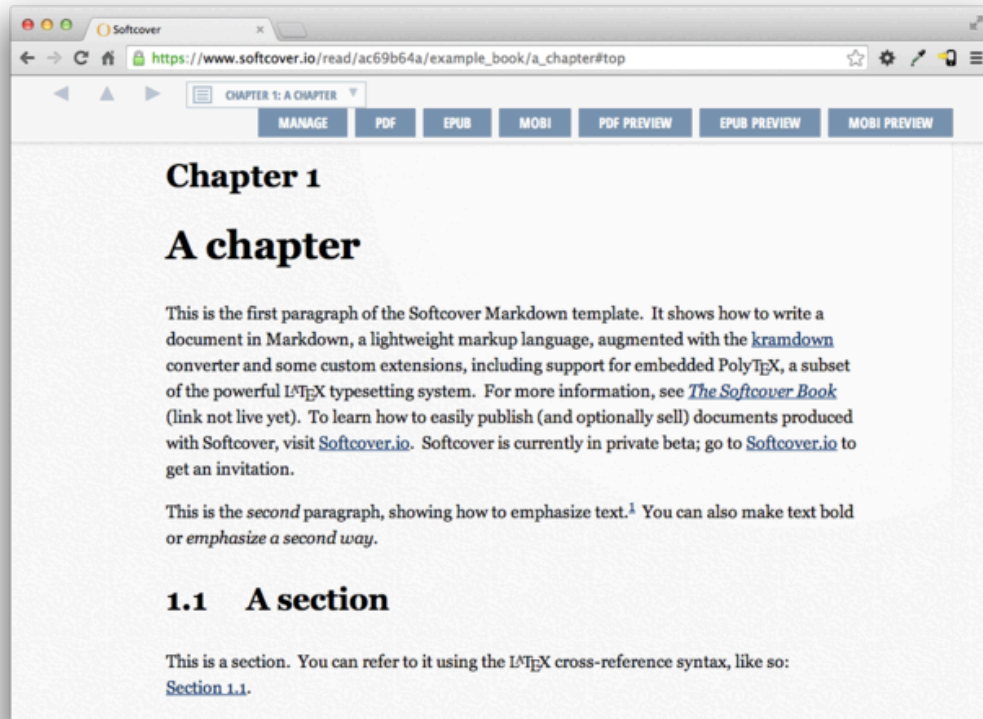 Softcover
https://www.softcover.io/read/ac69b64a/example_book/a_chapter#top
CHAPTER 1: A CHAPTER
MANAGE PDF EPUB MOBI PDF PREVIEW EPUB PREVIEW MOBI PREVIEW
Chapter 1
A chapter
This is the first paragraph of the Softcover Markdown template. It shows how to write a
document in Markdown, a lightweight markup language, augmented with the kramdown
converter and some custom extensions, including support for embedded PolyTEX, a subset
of the powerful LATEX typesetting system. For more information, see The Softcover Book
(link not live yet). To learn how to easily publish (and optionally sell) documents produced
with Softcover, visit Softcover.io. Softcover is currently in private beta; go to Softcover.io to
get an invitation.
This is the second paragraph, showing how to emphasize text.1 You can also make text bold
or emphasize a second way.
1.1 A section
This is a section. You can refer to it using the LATEX cross-reference syntax, like so:
Section 1.1.